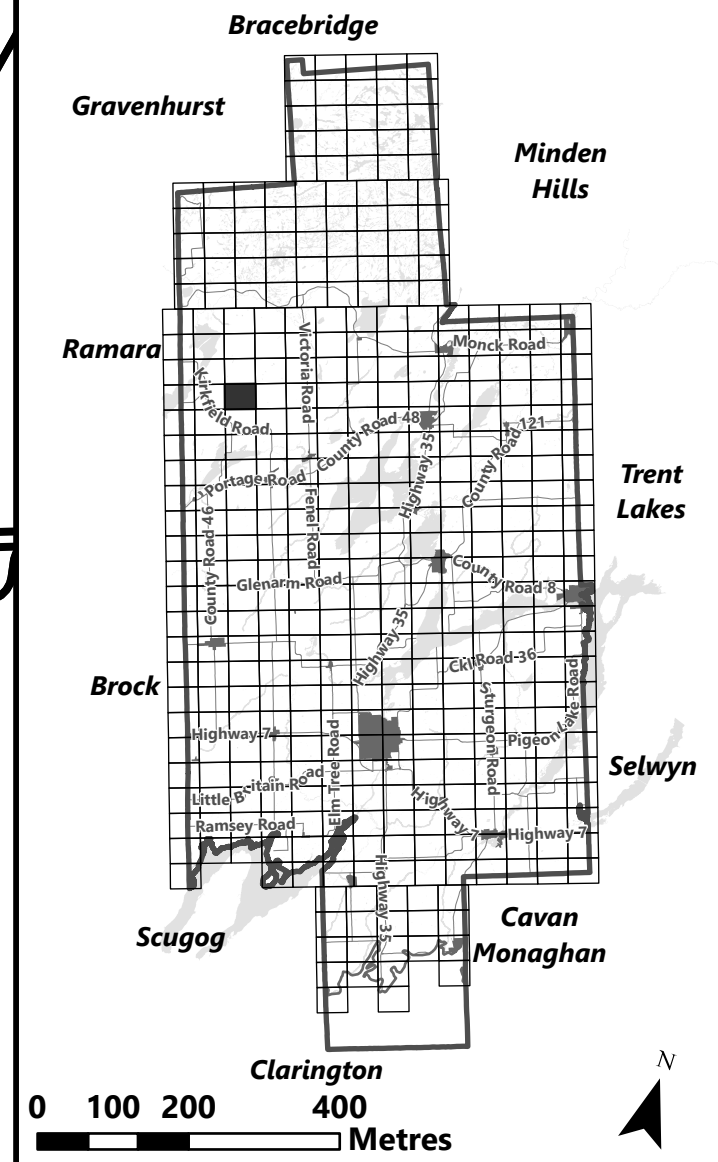 Bracebridge
Gravenhurst
Minden
Hills
Ramara
Monck Road
Victoria Road
Kirkfield Road
County Road 48
County Road 121
Highway 35
Portage Road
Trent
Lakes
Fenel Road
County Road 46
County Road 8
Glenarm Road
Highway 35
Ckl Road 36
Brock
Sturgeon Road
Pigeon Lake Road
Highway 7
Elm Tree Road
Selwyn
Little Britain Road
Ramsey Road
Highway 7
Highway 7
Highway 35
Scugog
Cavan
Monaghan
Clarington
N
0 100 200 400
Metres